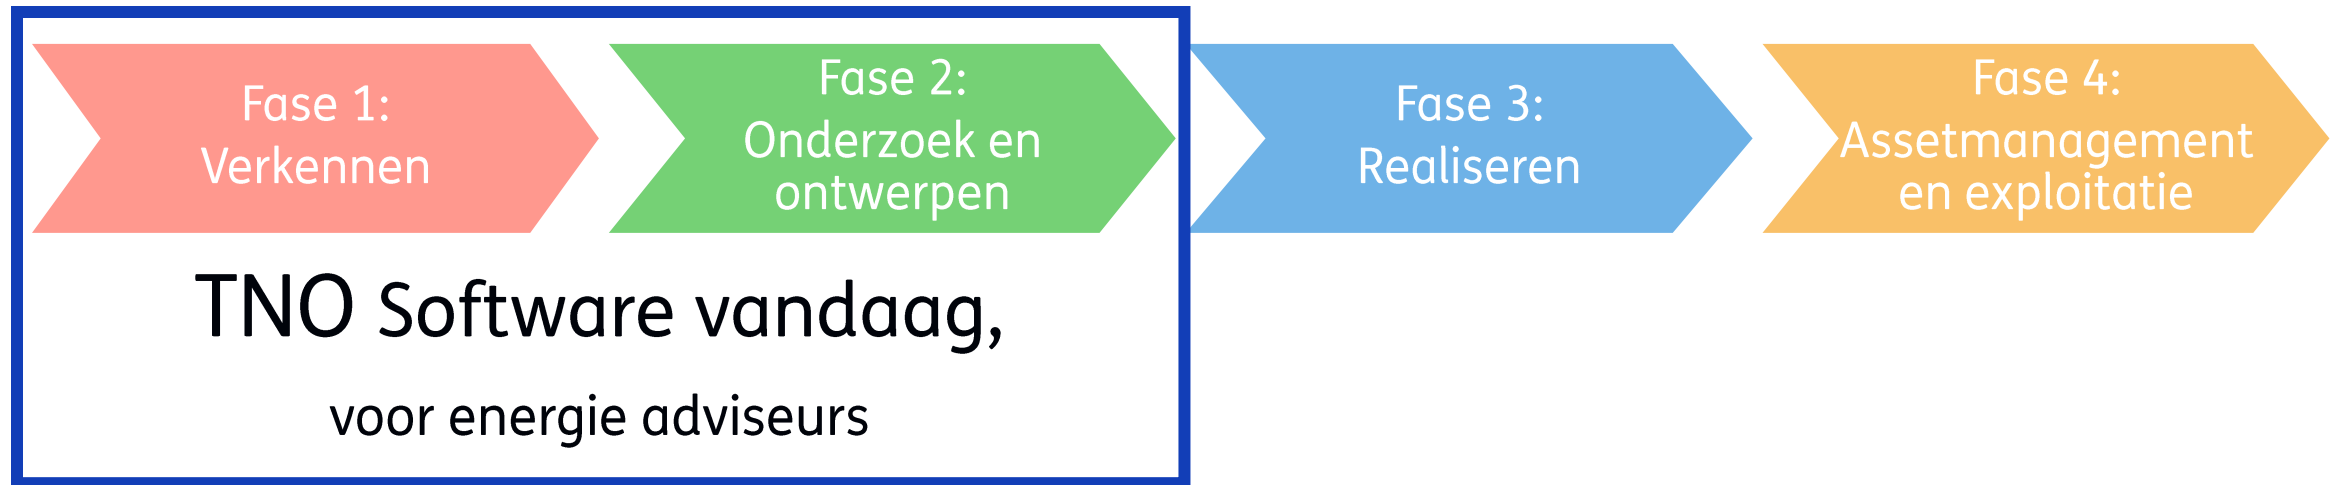 Fase 1:
Verkennen
Fase 2:
Onderzoek en
ontwerpen
Fase 3:
Realiseren
Fase 4:
Assetmanagement
en exploitatie
TNO Software vandaag,
voor energie adviseurs